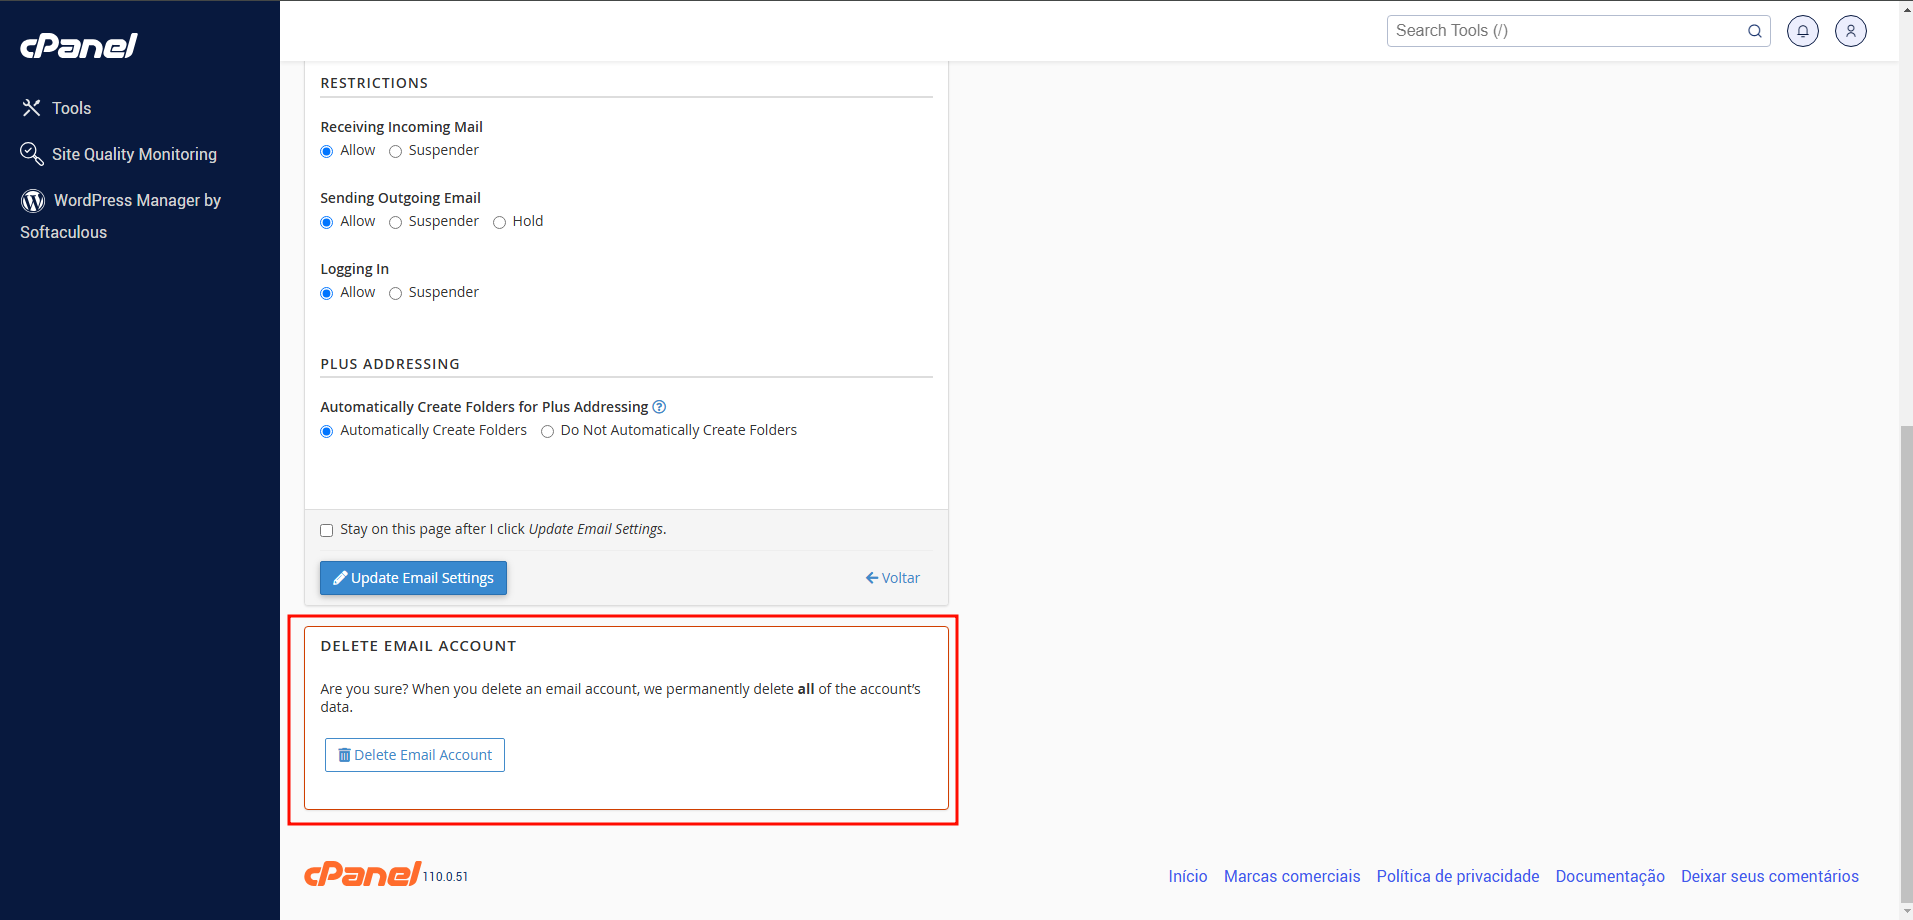 cPanel
Search Tools (/)
Tools
Site Quality Monitoring
WordPress Manager by
Softaculous
RESTRICTIONS
Receiving Incoming Mail
Allow Suspender
Sending Outgoing Email
Allow Suspender Hold
Logging In
Allow Suspender
PLUS ADDRESSING
Automatically Create Folders for Plus Addressing
Automatically Create Folders Do Not Automatically Create Folders
Stay on this page after I click Update Email Settings.
Update Email Settings Voltar
DELETE EMAIL ACCOUNT
Are you sure? When you delete an email account, we permanently delete all of the account’s
data.
Delete Email Account
cPanel 110.0.51
Início Marcas comerciais Política de privacidade Documentação Deixar seus comentários